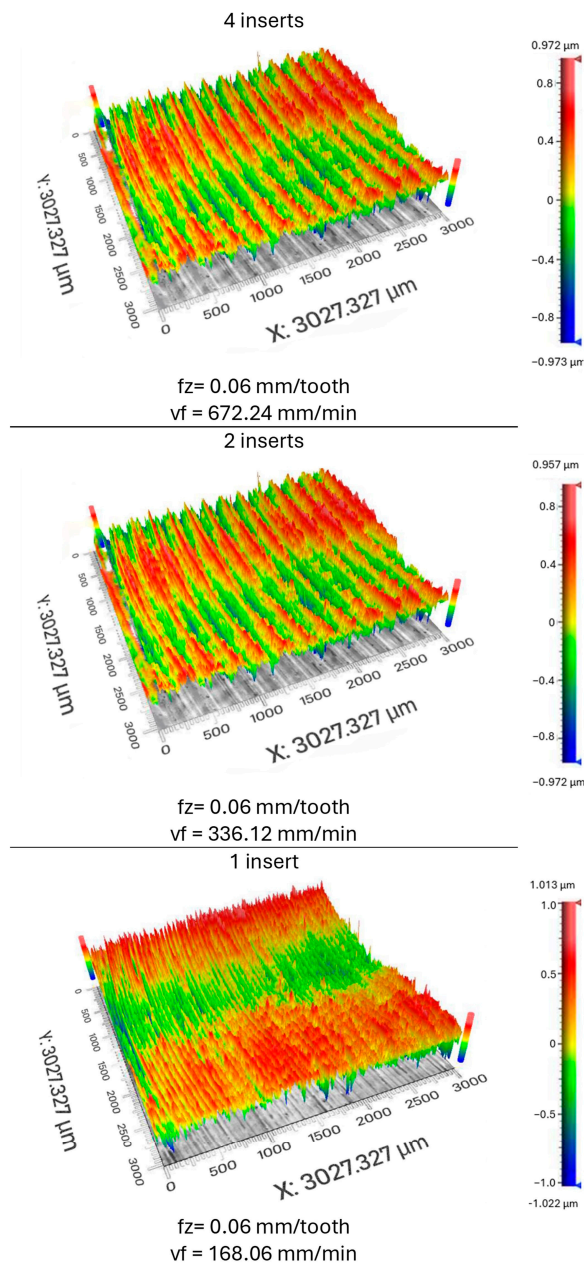 4 inserts
0.972 µm
0.8
0.4
0
−0.4
−0.8
−0.973 µm
0
500
1000
1500
2000
2500
3000
Y: 3027.327 µm
0
500
1000
1500
2000
2500
3000
X: 3027.327 µm
fz= 0.06 mm/tooth
vf = 672.24 mm/min
2 inserts
0.957 µm
0.8
0.4
0
−0.4
−0.8
−0.972 µm
0
500
1000
1500
2000
2500
3000
Y: 3027.327 µm
0
500
1000
1500
2000
2500
3000
X: 3027.327 µm
fz= 0.06 mm/tooth
vf = 336.12 mm/min
1 insert
1.013 µm
1.0
0.5
0
−0.5
−1.0
-1.022 µm
0
500
1000
1500
2000
2500
3000
Y: 3027.327 µm
0
500
1000
1500
2000
2500
3000
X: 3027.327 µm
fz= 0.06 mm/tooth
vf = 168.06 mm/min